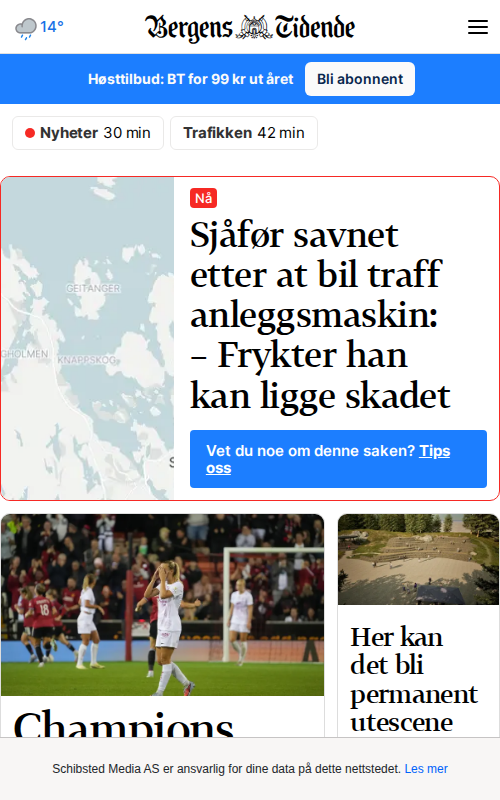 14°
Bergens Tidende
Høsttilbud: BT for 99 kr ut året
Bli abonnent
Nyheter 30 min
Trafikken 42 min
Nå
Sjåfør savnet
etter at bil traff
anleggsmaskin:
– Frykter han
kan ligge skadet
GEITANGER
GHOLMEN
KNAPPSKOG
S
Vet du noe om denne saken? Tips
oss
18
Champions
Her kan
det bli
permanent
utescene
Schibsted Media AS er ansvarlig for dine data på dette nettstedet. Les mer